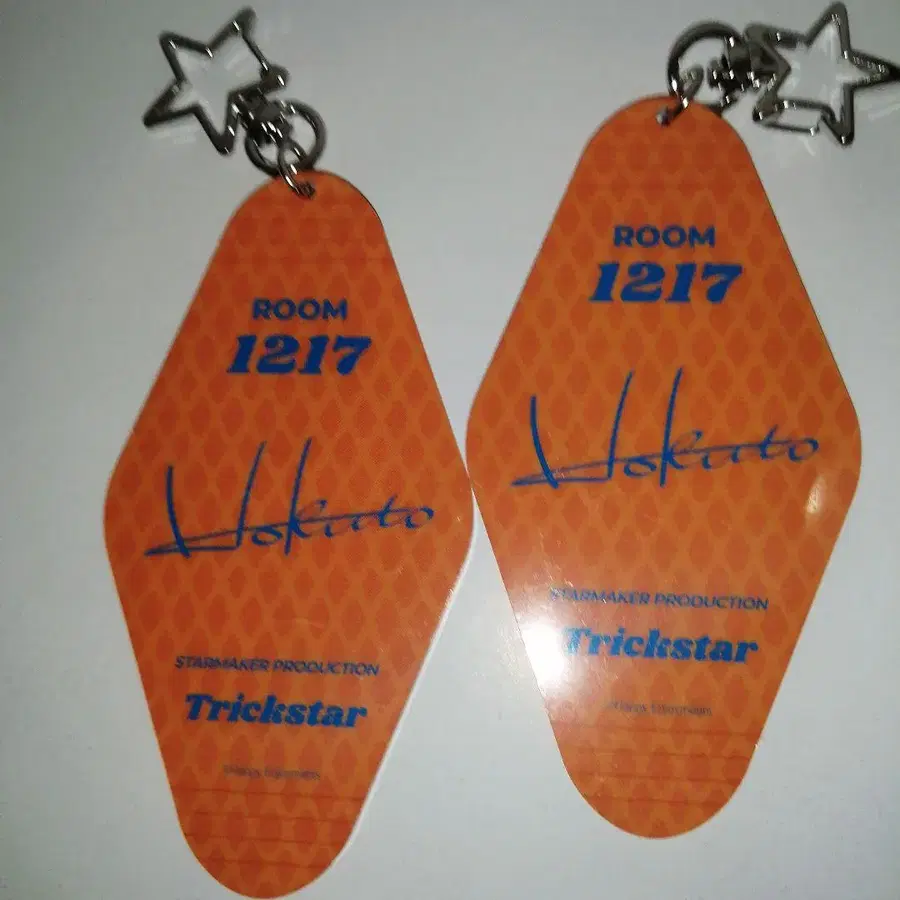 ROOM
1217
Hokuto
STARMAKER PRODUCTION
Trickstar
ROOM
1217
Hokuto
STARMAKER PRODUCTION
Trickstar